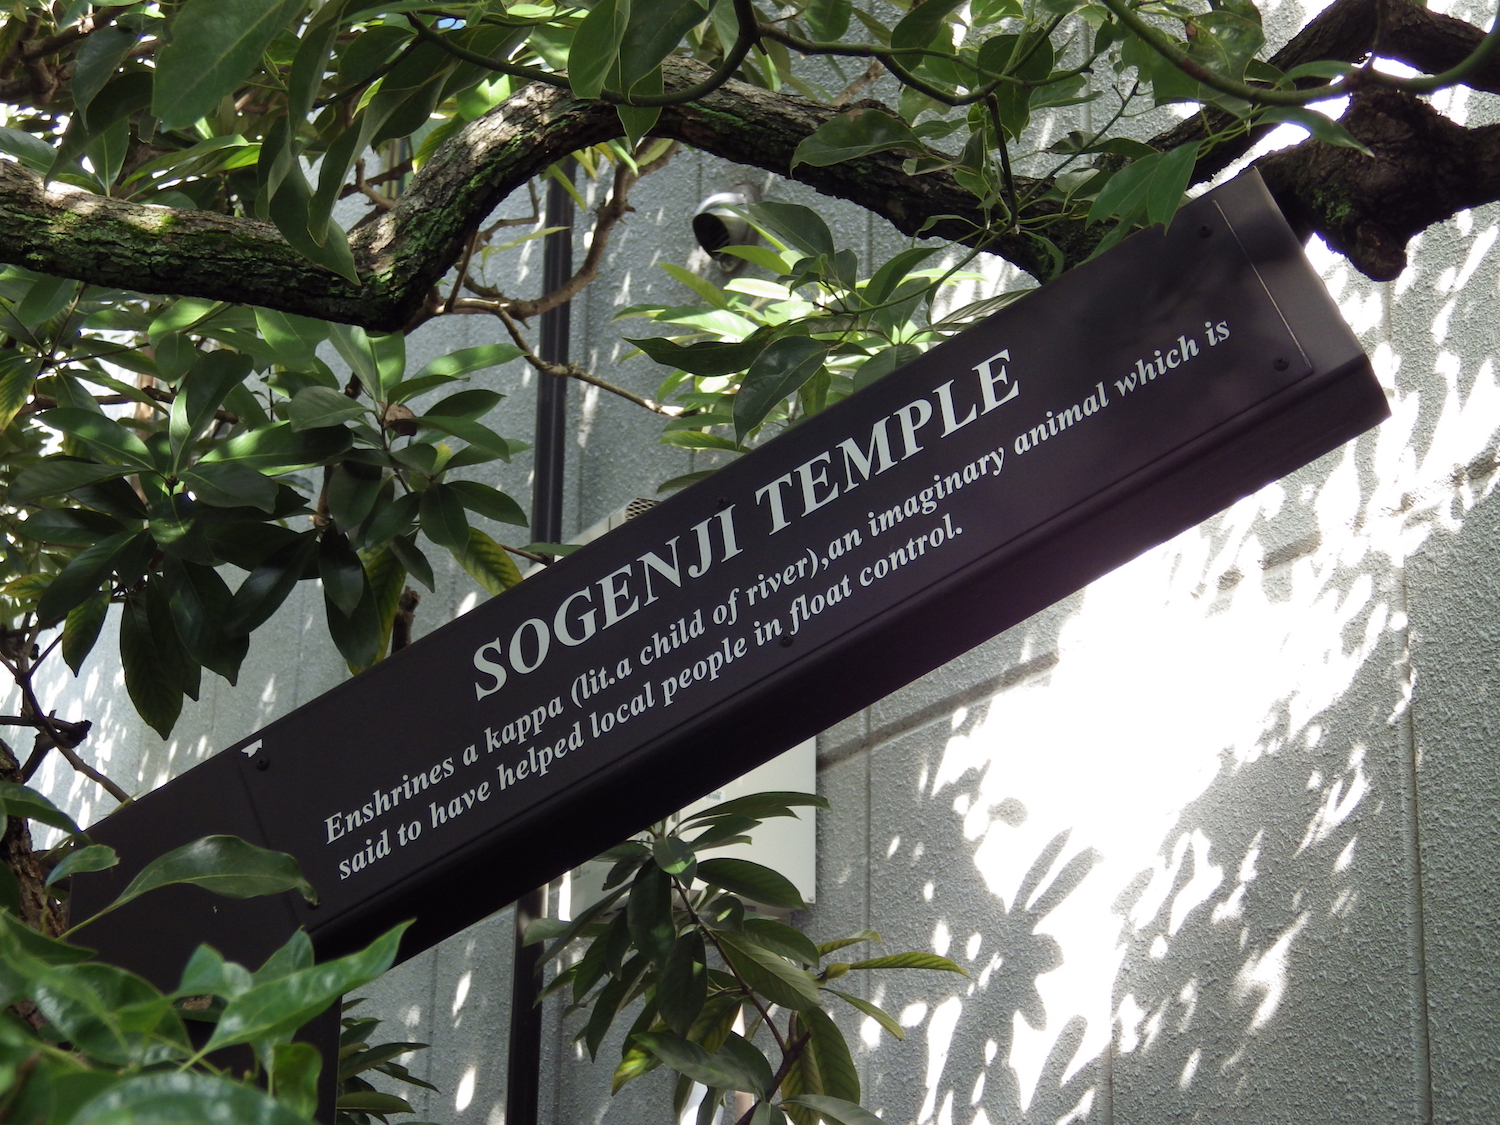 SOGENJI TEMPLE
Enshrines a kappa (lit.a child of river),an imaginary animal which is
said to have helped local people in float control.